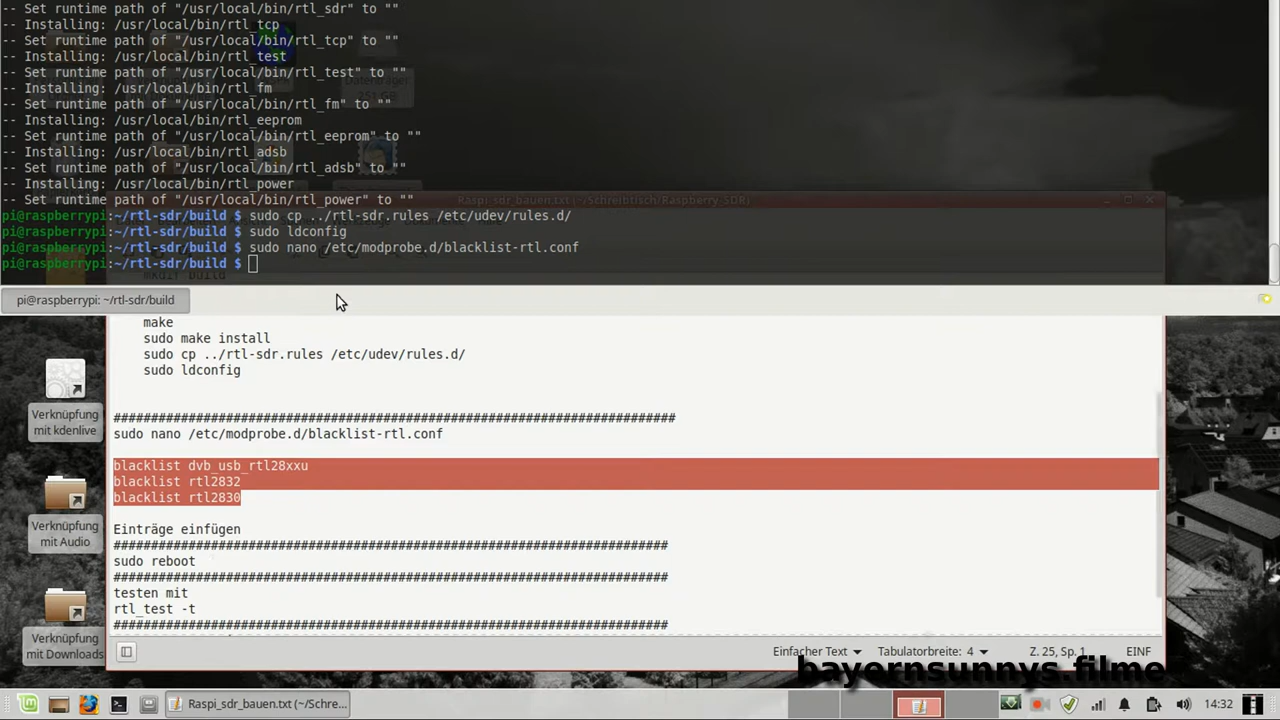 -- Set runtime path of "/usr/local/bin/rtl_sdr" to ""
-- Installing: /usr/local/bin/rtl_tcp
-- Set runtime path of "/usr/local/bin/rtl_tcp" to ""
-- Installing: /usr/local/bin/rtl_test
-- Set runtime path of "/usr/local/bin/rtl_test" to ""
-- Installing: /usr/local/bin/rtl_fm
-- Set runtime path of "/usr/local/bin/rtl_fm" to ""
-- Installing: /usr/local/bin/rtl_eeprom
-- Set runtime path of "/usr/local/bin/rtl_eeprom" to ""
-- Installing: /usr/local/bin/rtl_adsb
-- Set runtime path of "/usr/local/bin/rtl_adsb" to ""
-- Installing: /usr/local/bin/rtl_power
-- Set runtime path of "/usr/local/bin/rtl_power" to ""
Raspi_sdr_bauen.txt (~/Schreibtisch/Raspberry-SDR)
pi@raspberrypi:~/rtl-sdr/build $ sudo cp ../rtl-sdr.rules /etc/udev/rules.d/
pi@raspberrypi:~/rtl-sdr/build $ sudo ldconfig
pi@raspberrypi:~/rtl-sdr/build $ sudo nano /etc/modprobe.d/blacklist-rtl.conf
pi@raspberrypi:~/rtl-sdr/build $
mkdir build
pi@raspberrypi: ~/rtl-sdr/build
make
sudo make install
sudo cp ../rtl-sdr.rules /etc/udev/rules.d/
sudo ldconfig
###########################################################################
sudo nano /etc/modprobe.d/blacklist-rtl.conf
blacklist dvb_usb_rtl28xxu
blacklist rtl2832
blacklist rtl2830
Einträge einfügen
##########################################################################
sudo reboot
##########################################################################
testen mit
rtl_test -t
##########################################################################
Verknüpfung
mit kdenlive
Verknüpfung
mit Audio
Verknüpfung
mit Downloads
Einfacher Text
Tabulatorbreite: 4
Z. 25, Sp. 1
EINF
bayernsunnys filme
Raspi_sdr_bauen.txt (~/Schre...
14:32